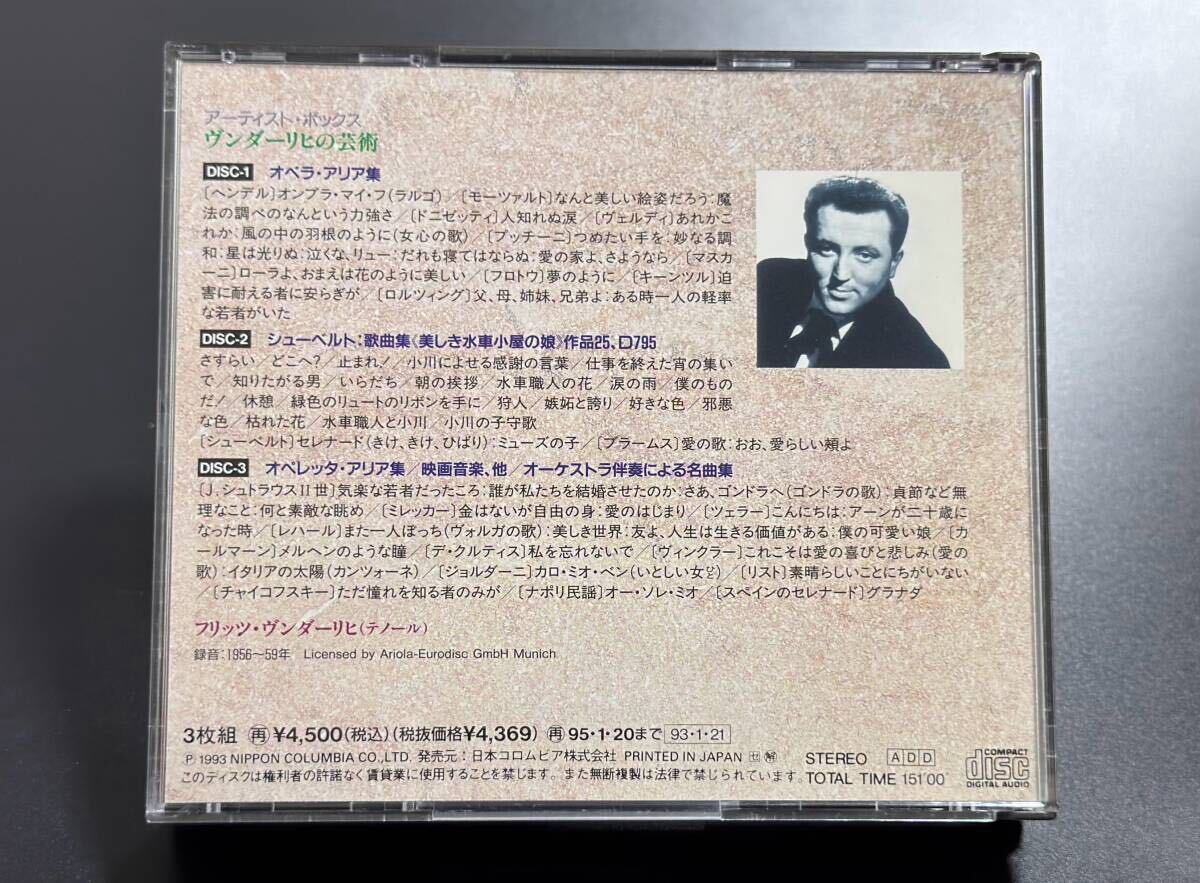 アーティスト・ボックス
ヴンダーリヒの芸術
DISC-1 オペラ・アリア集
〔ヘンデル〕オンブラ・マイ・フ(ラルゴ)／〔モーツァルト〕なんと美しい絵姿だろう:魔
法の調べのなんという力強さ／〔ドニゼッティ〕人知れぬ涙／〔ヴェルディ〕あれかこ
れか:風の中の羽根のように(女心の歌)／〔プッチーニ〕つめたい手を:妙なる調
和:星は光りぬ:泣くな、リュー:だれも寝てはならぬ:愛の家よ、さようなら／〔マスカ
ーニ〕ローラよ、おまえは花のように美しい／〔フロトウ〕夢のように／〔キーンツル〕迫
害に耐える者に安らぎが／〔ロルツィング〕父、母、姉妹、兄弟よ:ある時一人の軽率
な若者がいた
DISC-2 シューベルト:歌曲集《美しき水車小屋の娘》作品25、D795
さすらい／どこへ?／止まれ!／小川によせる感謝の言葉／仕事を終えた宵の集い
で／知りたがる男／いらだち／朝の挨拶／水車職人の花／涙の雨／僕のもの
だ!／休憩／緑色のリュートのリボンを手に／狩人／嫉妬と誇り／好きな色／邪悪
な色／枯れた花／水車職人と小川／小川の子守歌
〔シューベルト〕セレナード(きけ、きけ、ひばり):ミューズの子／〔ブラームス〕愛の歌:おお、愛らしい頬よ
DISC-3 オペレッタ・アリア集／映画音楽、他／オーケストラ伴奏による名曲集
〔J.シュトラウスII世〕気楽な若者だったころ:誰が私たちを結婚させたのか:さあ、ゴンドラへ(ゴンドラの歌):貞節など無
理なこと:何と素敵な眺め／〔ミレッカー〕金はないが自由の身:愛のはじまり／〔ツェラー〕こんにちは:アーンが二十歳に
なった時／〔レハール〕また一人ぼっち(ヴォルガの歌):美しき世界:友よ、人生は生きる価値がある:僕の可愛い娘／〔カ
ールマーン〕メルヘンのような瞳／〔デ・クルティス〕私を忘れないで／〔ヴィンクラー〕これこそは愛の喜びと悲しみ(愛の
歌):イタリアの太陽(カンツォーネ)／〔ジョルダーニ〕カロ・ミオ・ベン(いとしい女ひと)／〔リスト〕素晴らしいことにちがいない
／〔チャイコフスキー〕ただ憧れを知る者のみが／〔ナポリ民謡〕オー・ソレ・ミオ／〔スペインのセレナード〕グラナダ
フリッツ・ヴンダーリヒ(テノール)
録音:1956〜59年 Licensed by Ariola-Eurodisc GmbH Munich
3枚組 再 ¥4,500(税込)(税抜価格¥4,369) 再 95・1・20まで 93・1・21
P 1993 NIPPON COLUMBIA CO.,LTD. 発売元:日本コロムビア株式会社 PRINTED IN JAPAN
このディスクは権利者の許諾なく賃貸業に使用することを禁じます。また無断複製は法律で禁じられています。
STEREO ADD
TOTAL TIME 151'00
COMPACT disc DIGITAL AUDIO